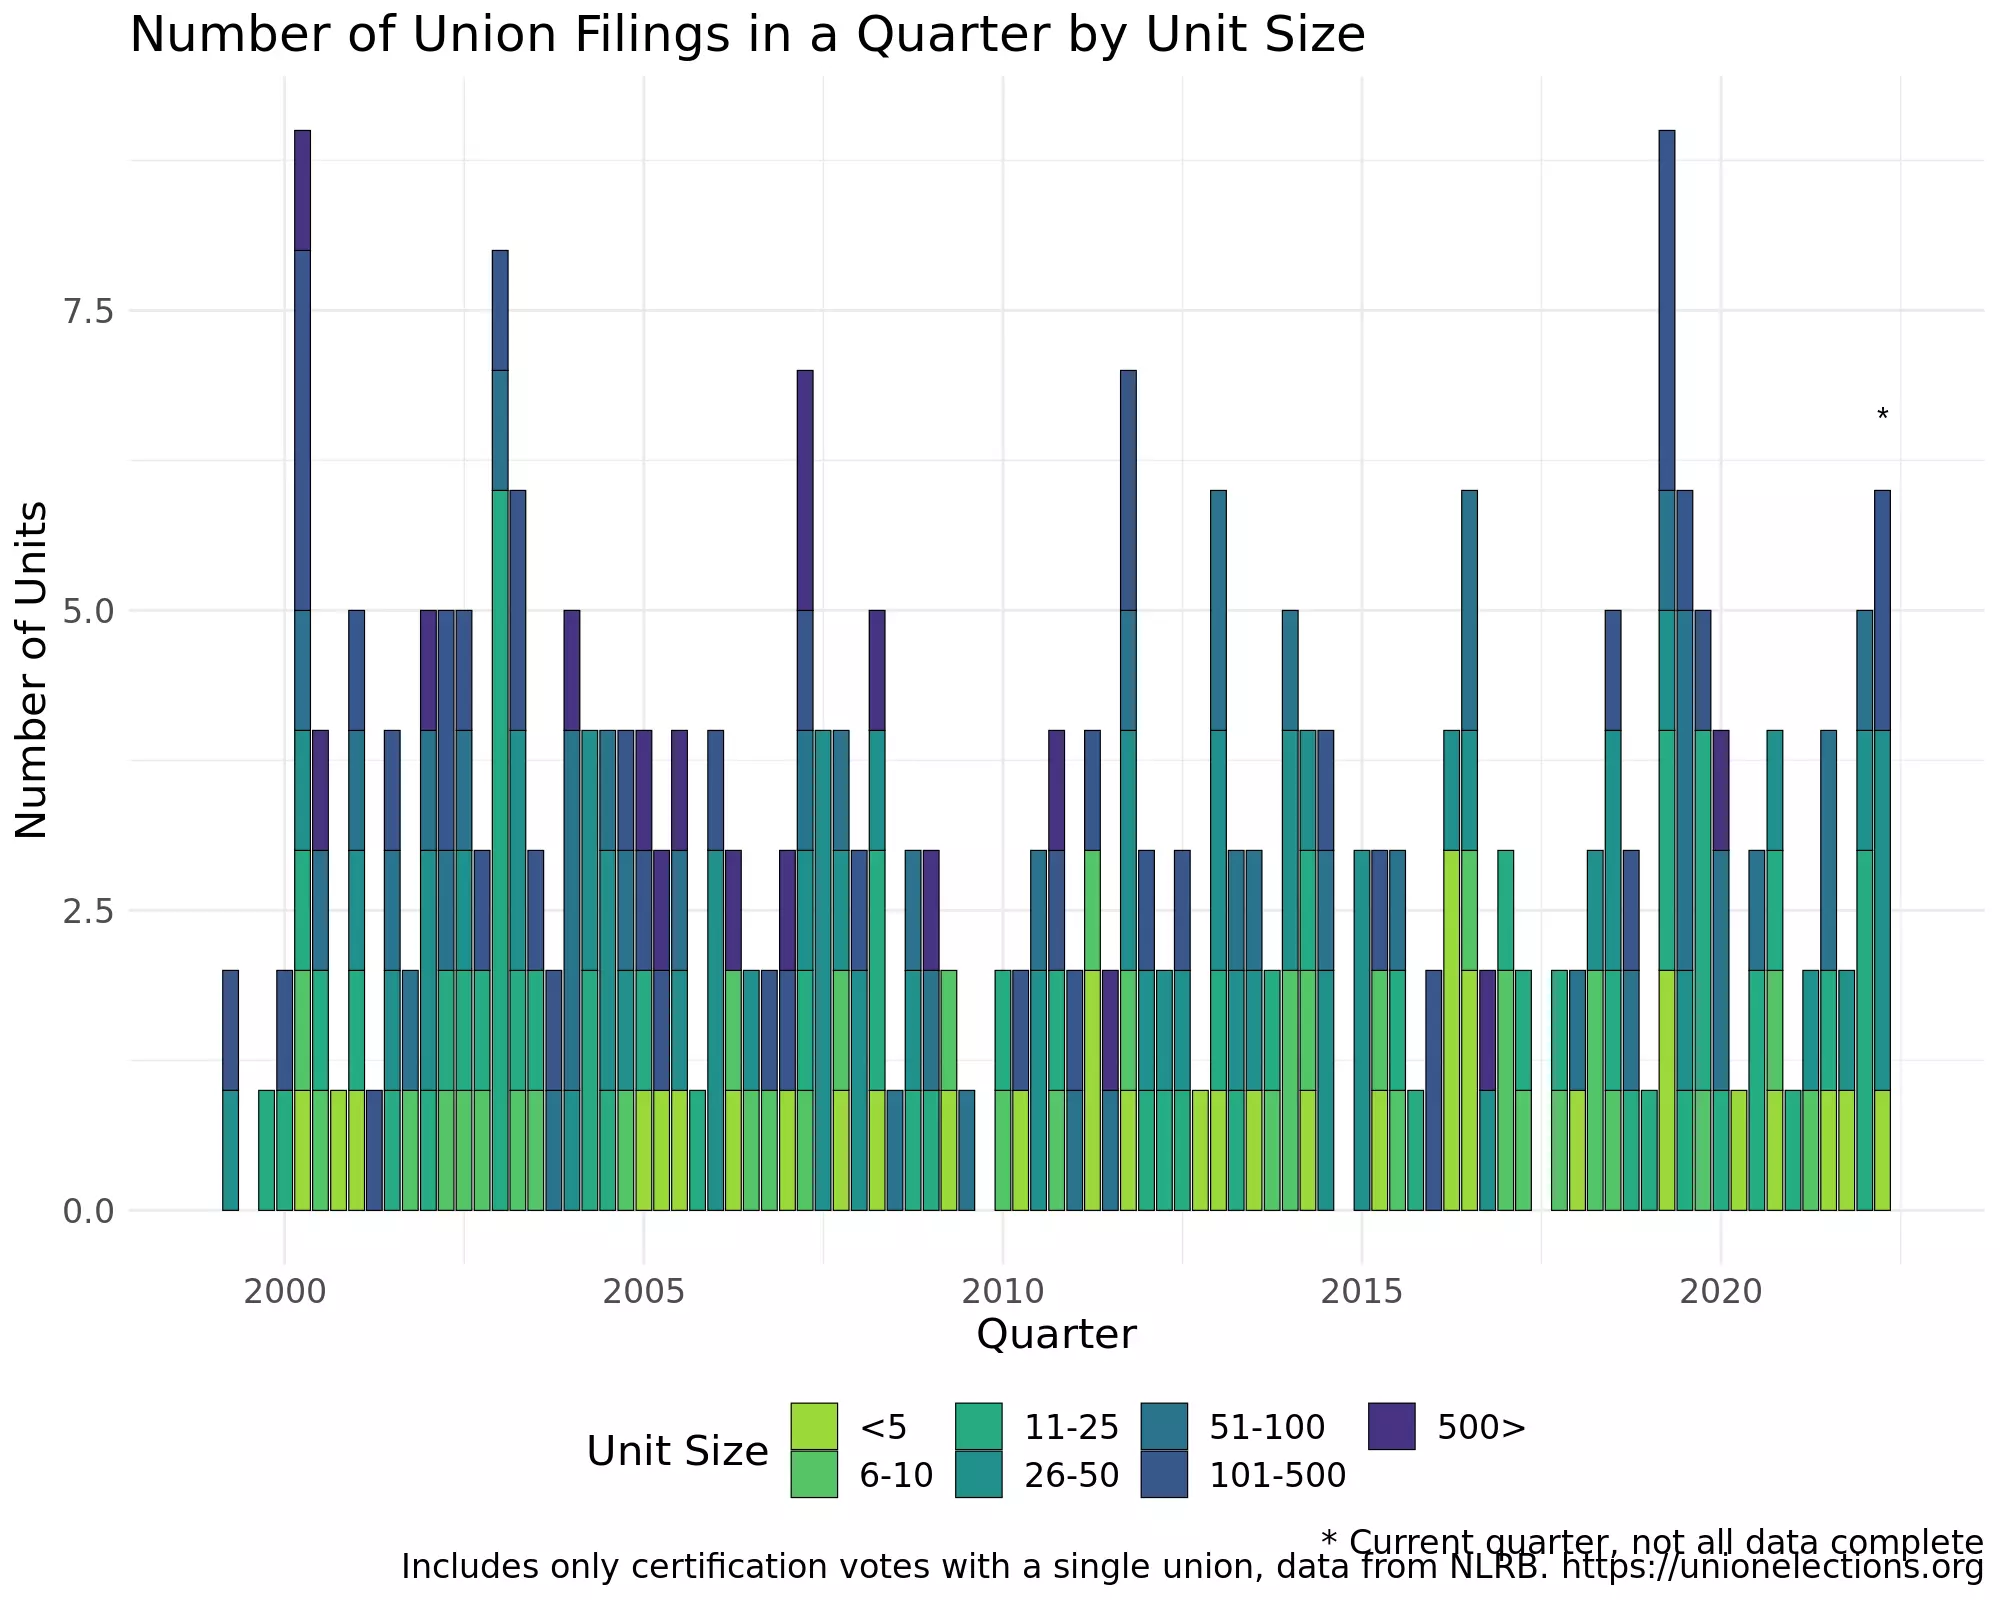 Number of Union Filings in a Quarter by Unit Size
Number of Units
7.5
5.0
2.5
0.0
*
2000 2005 2010 2015 2020
Quarter
Unit Size
<5 11-25 51-100 500>
6-10 26-50 101-500
* Current quarter, not all data complete
Includes only certification votes with a single union, data from NLRB. https://unionelections.org